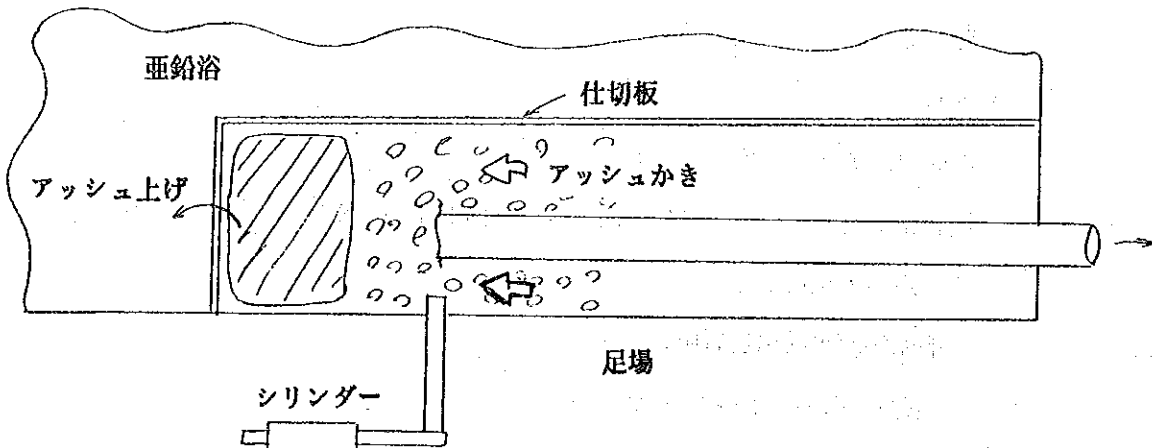 亜鉛浴
仕切板
アッシュ上げ
アッシュかき
足場
シリンダー